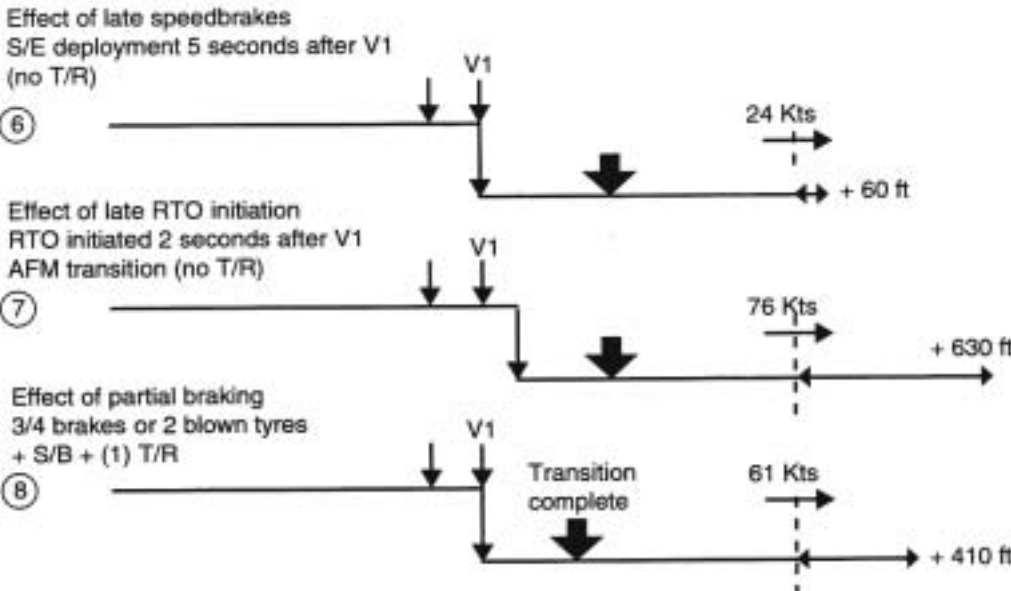 Effect of late speedbrakes
S/E deployment 5 seconds after V1
(no T/R)
V1
6
24 Kts
+ 60 ft
Effect of late RTO initiation
RTO initiated 2 seconds after V1
AFM transition (no T/R)
V1
7
76 Kts
+ 630 ft
Effect of partial braking
3/4 brakes or 2 blown tyres
+ S/B + (1) T/R
V1
8
Transition
complete
61 Kts
+ 410 ft